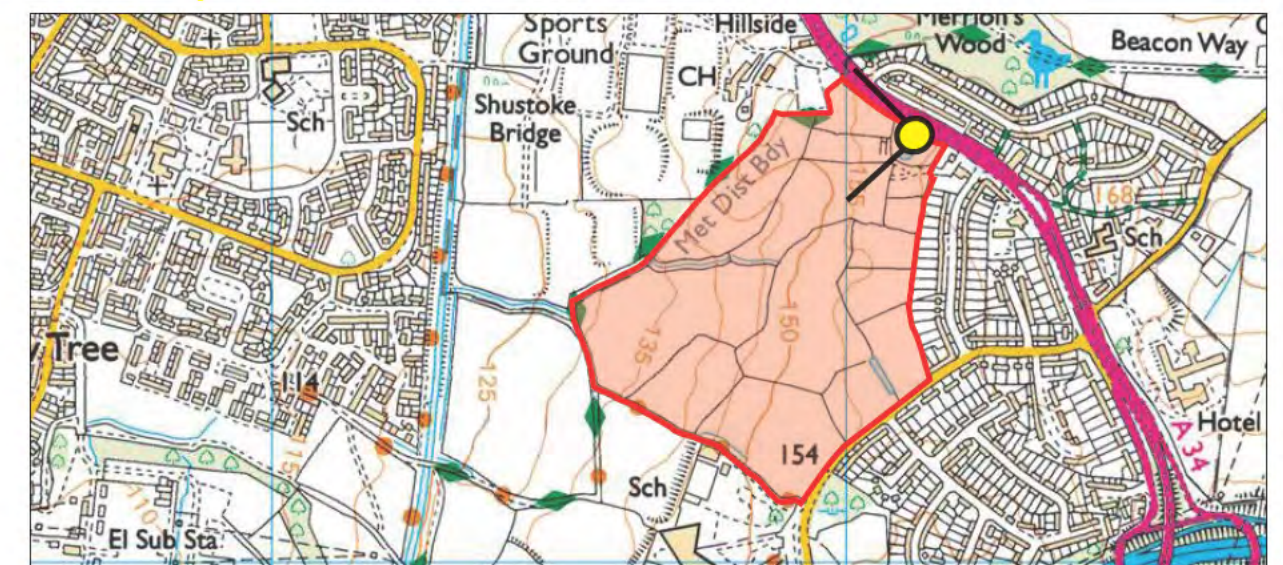 Sports
Ground
Hillside
Merrion's
Wood
Beacon Way
CH
Shustoke
Bridge
Sch
Met Dist Bdy
168
Sch
135
150
Tree
125
114
154
A 34
Hotel
Sch
110
El Sub Sta